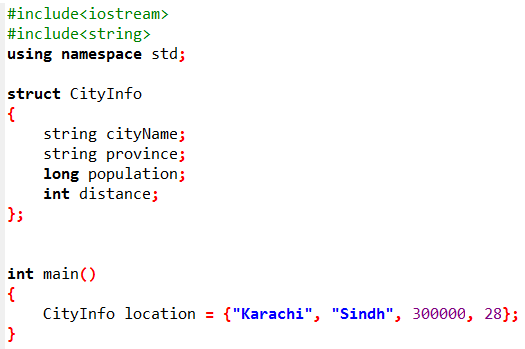 #include<iostream>
#include<string>
using namespace std;
struct CityInfo
{
    string cityName;
    string province;
    long population;
    int distance;
};
int main()
{
    CityInfo location = {"Karachi", "Sindh", 300000, 28};
}